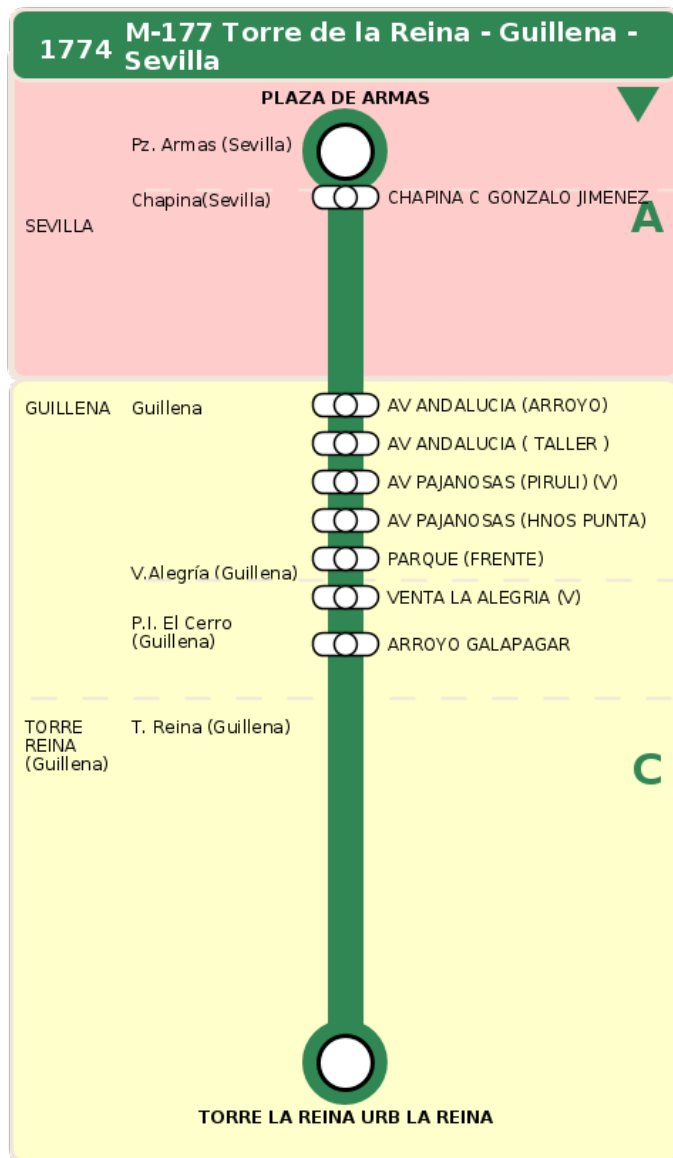 1774
M-177 Torre de la Reina - Guillena -
Sevilla
PLAZA DE ARMAS
Pz. Armas (Sevilla)
Chapina(Sevilla)
CHAPINA C GONZALO JIMENEZ
SEVILLA
A
GUILLENA
Guillena
AV ANDALUCIA (ARROYO)
AV ANDALUCIA ( TALLER )
AV PAJANOSAS (PIRULI) (V)
AV PAJANOSAS (HNOS PUNTA)
PARQUE (FRENTE)
V.Alegría (Guillena)
VENTA LA ALEGRIA (V)
P.I. El Cerro
(Guillena)
ARROYO GALAPAGAR
TORRE
REINA
(Guillena)
T. Reina (Guillena)
C
TORRE LA REINA URB LA REINA